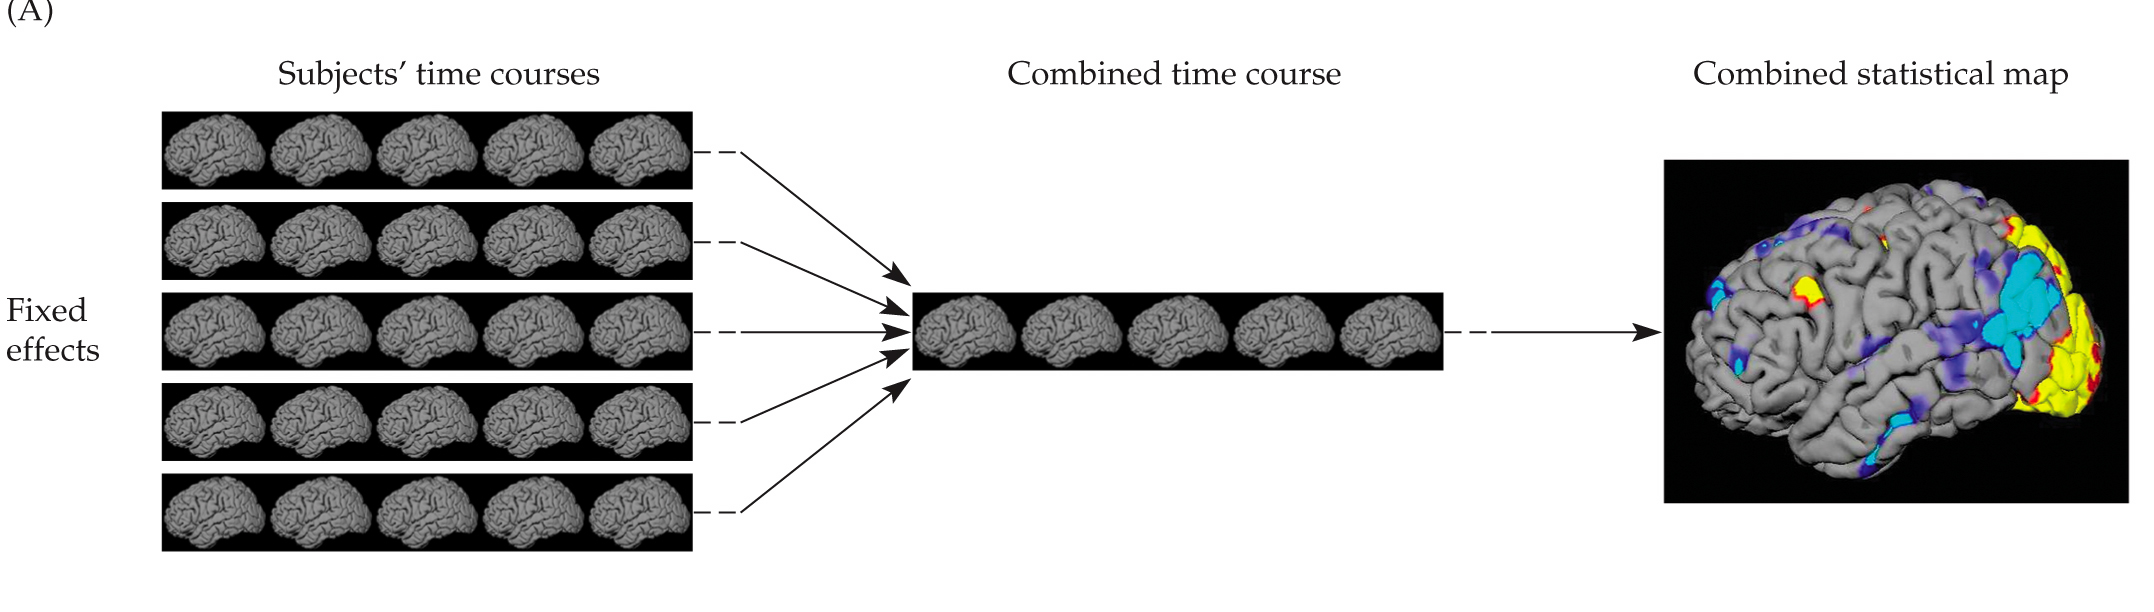 (A)
Subjects’ time courses
Combined time course
Combined statistical map
Fixed
effects